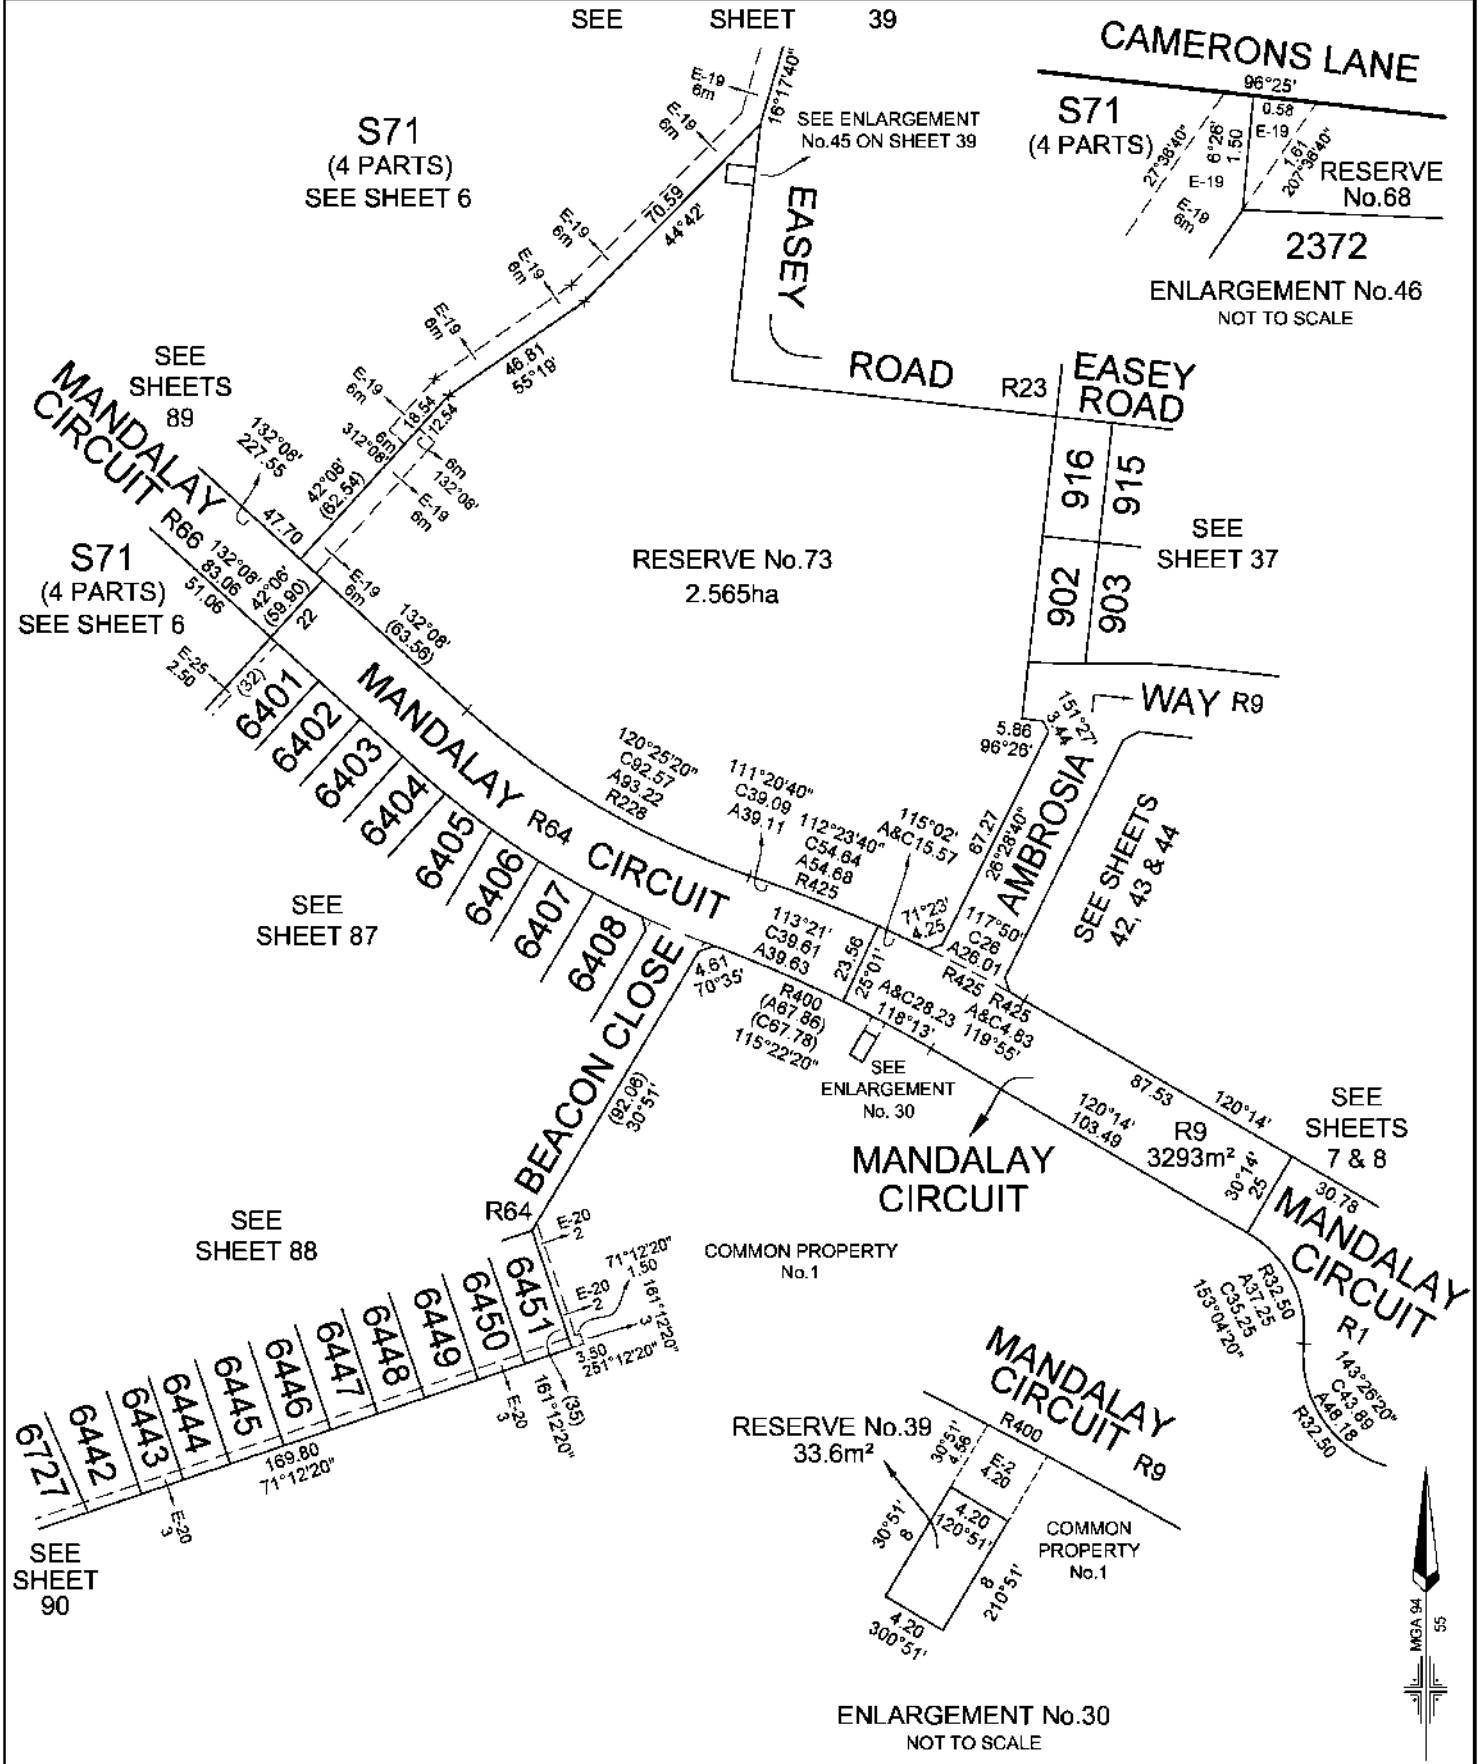 SEE SHEET 39
CAMERONS LANE
96°25'
0.58
S71
(4 PARTS)
27°38'40"
6°26'
1.50
E-19
E-19
1.61
207°38'40"
RESERVE
No.68
E-19
6m
2372
ENLARGEMENT No.46
NOT TO SCALE
E-19
6m
16°17'40"
E-19
6m
SEE ENLARGEMENT
No.45 ON SHEET 39
S71
(4 PARTS)
SEE SHEET 6
70.59
44°42'
EASEY
E-19
6m
E-19
6m
E-19
6m
46.81
55°19'
ROAD
R23
EASEY
ROAD
SEE
SHEETS
89
MANDALAY
CIRCUIT
R66
132°08'
227.55
E-19
6m
18.54
12.54
6m
312°08'
6m
132°08'
42°08'
(62.54)
E-19
6m
47.70
916
915
902
903
SEE
SHEET 37
RESERVE No.73
2.565ha
S71
(4 PARTS)
SEE SHEET 6
132°08'
83.06
51.06
42°06'
(59.90)
22
E-19
6m
132°08'
(63.56)
E-25
2.50
(32)
6401
6402
6403
6404
6405
6406
6407
6408
MANDALAY R64 CIRCUIT
120°25'20"
C92.57
A93.22
R228
111°20'40"
C39.09
A39.11
112°23'40"
C54.64
A54.68
R425
115°02'
A&C15.57
5.86
96°26'
151°27'
3.44
WAY R9
AMBROSIA
67.27
26°28'40"
SEE SHEETS
42, 43 & 44
71°23'
4.25
117°50'
C26
A26.01
R425
R425
A&C4.83
119°55'
SEE
SHEET 87
113°21'
C39.61
A39.63
23.56
25°01'
A&C28.23
118°13'
4.61
70°35'
R400
(A67.86)
(C67.78)
115°22'20"
SEE
ENLARGEMENT
No. 30
BEACON CLOSE
R64
(92.06)
30°51'
MANDALAY
CIRCUIT
87.53
120°14'
120°14'
103.49
R9
3293m²
30°14'
25
SEE
SHEETS
7 & 8
30.78
MANDALAY
CIRCUIT
R1
R32.50
A37.25
C35.25
153°04'20"
143°26'20"
C43.89
A48.18
R32.50
SEE
SHEET 88
E-20
2
E-20
2
71°12'20"
1.50
161°12'20"
3
3.50
251°12'20"
COMMON PROPERTY
No.1
6451
6450
6449
6448
6447
6446
6445
6444
6443
6442
6727
E-20
3
(35)
161°12'20"
169.80
71°12'20"
E-20
3
SEE
SHEET
90
MANDALAY
CIRCUIT
R9
R400
RESERVE No.39
33.6m²
30°51'
4.56
E-2
4.20
4.20
120°51'
30°51'
8
8
210°51'
4.20
300°51'
COMMON
PROPERTY
No.1
ENLARGEMENT No.30
NOT TO SCALE
MGA 94
55